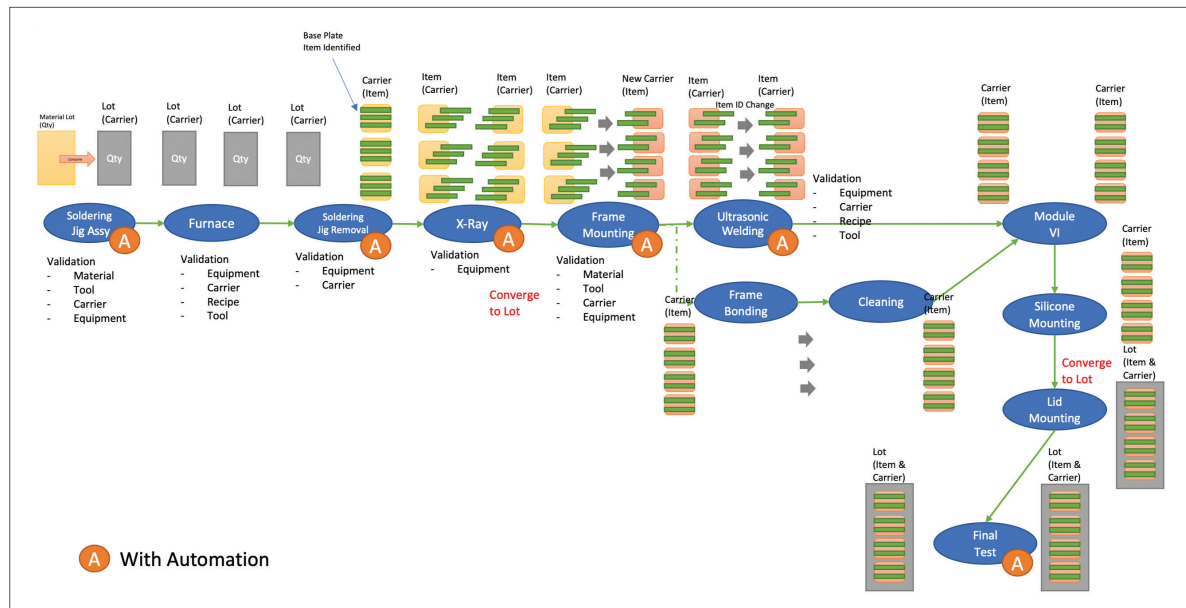 Base Plate
Item Identified
Material Lot
(Qty)
Consume
Lot
(Carrier)
Qty
Lot
(Carrier)
Qty
Lot
(Carrier)
Qty
Lot
(Carrier)
Qty
Carrier
(Item)
Item
(Carrier)
Item
(Carrier)
Item
(Carrier)
New Carrier
(Item)
Item
(Carrier)
Item ID Change
Item
(Carrier)
Carrier
(Item)
Carrier
(Item)
Soldering
Jig Assy
A
Furnace
Soldering
Jig Removal
A
X-Ray
A
Frame
Mounting
A
Ultrasonic
Welding
A
Module
VI
Validation
- Material
- Tool
- Carrier
- Equipment
Validation
- Equipment
- Carrier
- Recipe
- Tool
Validation
- Equipment
- Carrier
Validation
- Equipment
Converge
to Lot
Validation
- Material
- Tool
- Carrier
- Equipment
Validation
- Equipment
- Carrier
- Recipe
- Tool
Carrier
(Item)
Frame
Bonding
Cleaning
Carrier
(Item)
Carrier
(Item)
Silicone
Mounting
Converge
to Lot
Lot
(Item &
Carrier)
Lid
Mounting
Lot
(Item &
Carrier)
Lot
(Item &
Carrier)
Final
Test
A
A With Automation